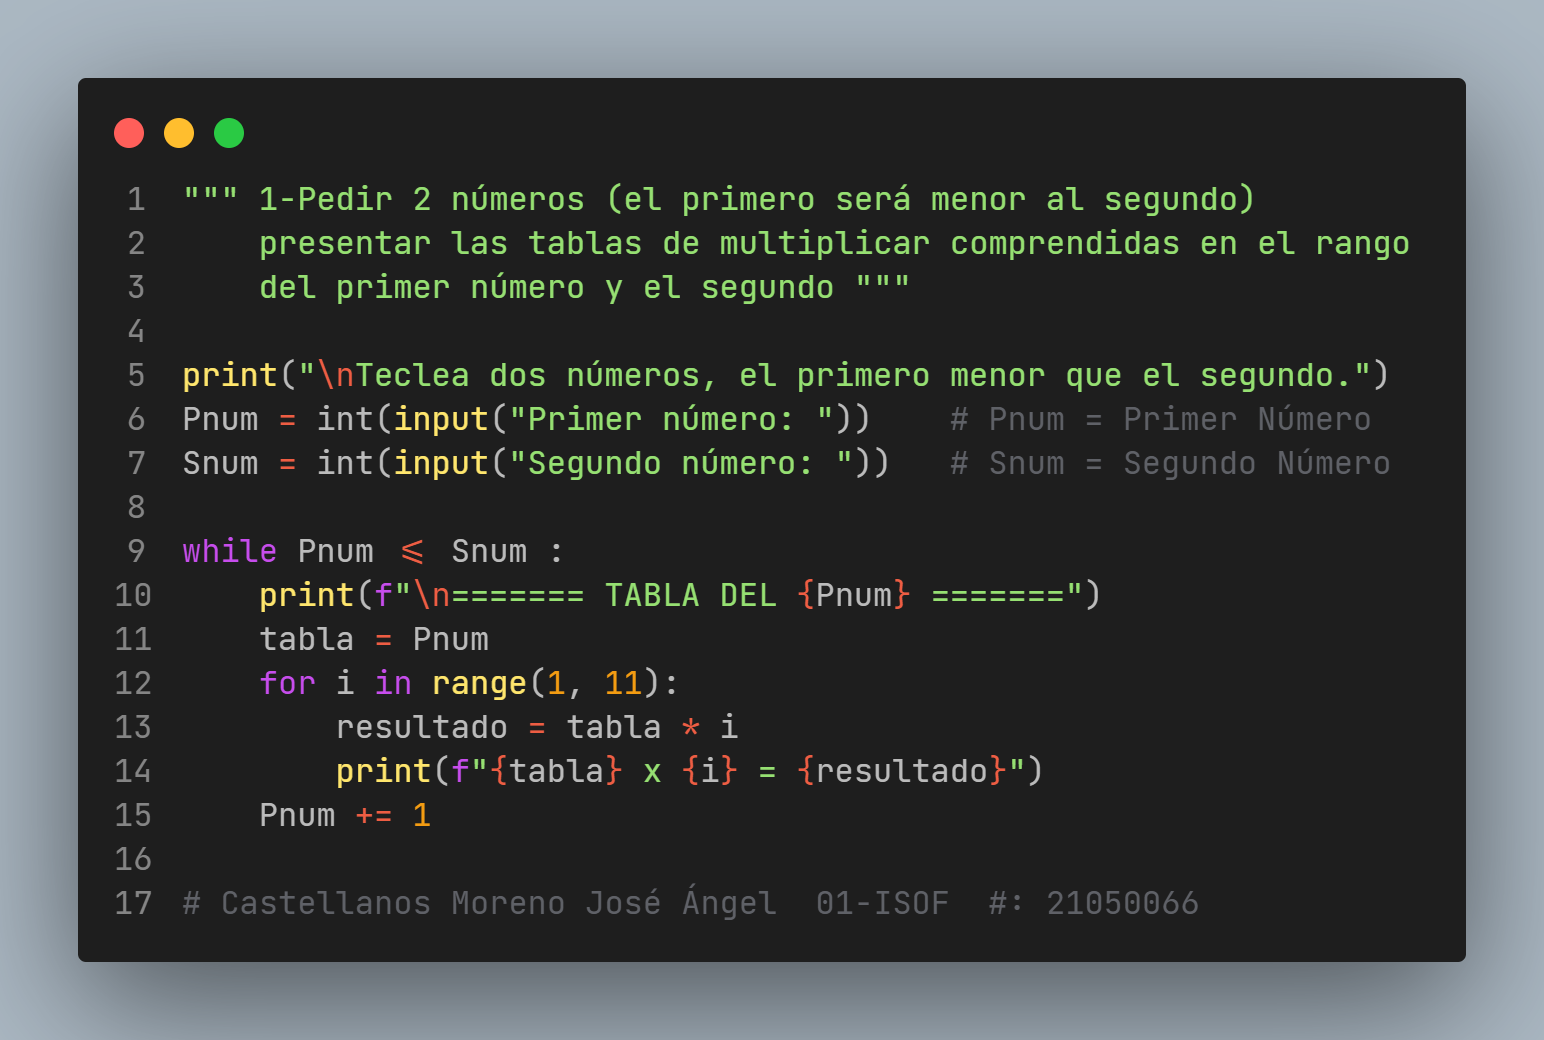 1 """ 1-Pedir 2 números (el primero será menor al segundo)
2     presentar las tablas de multiplicar comprendidas en el rango
3     del primer número y el segundo """
4
5 print("\nTeclea dos números, el primero menor que el segundo.")
6 Pnum = int(input("Primer número: "))    # Pnum = Primer Número
7 Snum = int(input("Segundo número: "))   # Snum = Segundo Número
8
9 while Pnum <= Snum :
10     print(f"\n======= TABLA DEL {Pnum} =======")
11     tabla = Pnum
12     for i in range(1, 11):
13         resultado = tabla * i
14         print(f"{tabla} x {i} = {resultado}")
15     Pnum += 1
16
17 # Castellanos Moreno José Ángel  01-ISOF  #: 21050066